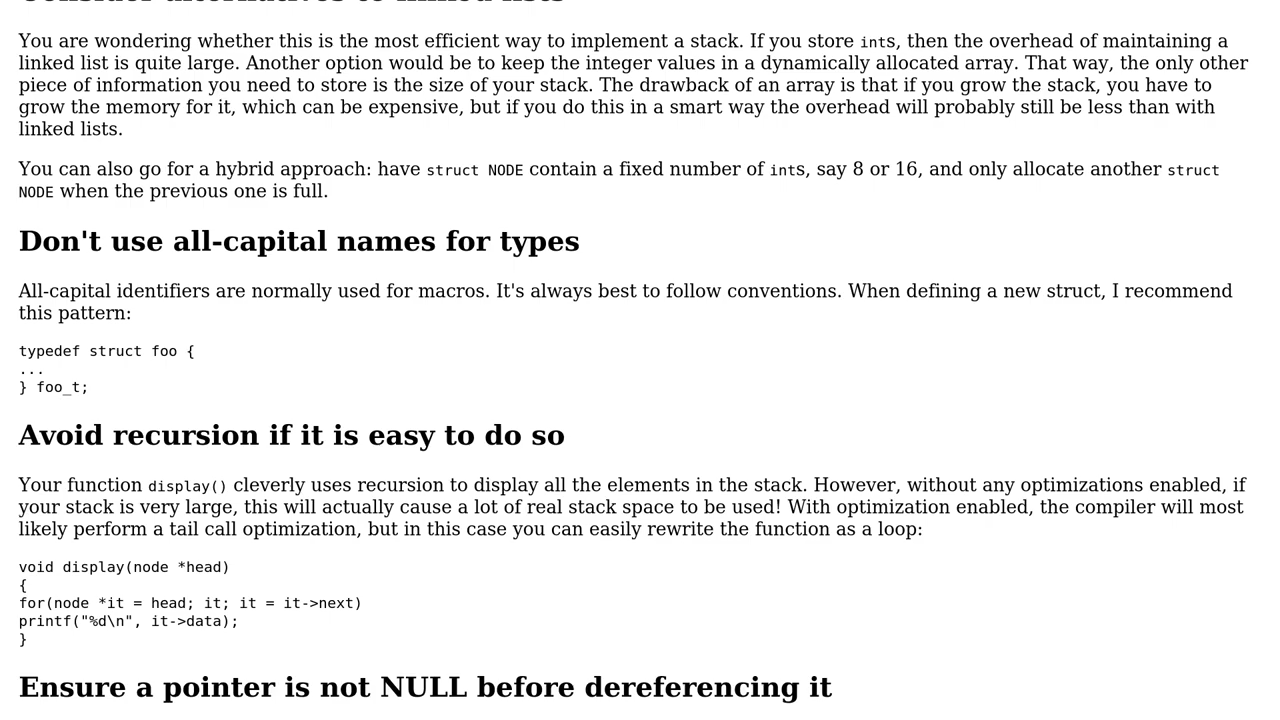 Consider alternatives to linked lists
You are wondering whether this is the most efficient way to implement a stack. If you store ints, then the overhead of maintaining a
linked list is quite large. Another option would be to keep the integer values in a dynamically allocated array. That way, the only other
piece of information you need to store is the size of your stack. The drawback of an array is that if you grow the stack, you have to
grow the memory for it, which can be expensive, but if you do this in a smart way the overhead will probably still be less than with
linked lists.
You can also go for a hybrid approach: have struct NODE contain a fixed number of ints, say 8 or 16, and only allocate another struct
NODE when the previous one is full.
Don't use all-capital names for types
All-capital identifiers are normally used for macros. It's always best to follow conventions. When defining a new struct, I recommend
this pattern:
typedef struct foo {
...
} foo_t;
Avoid recursion if it is easy to do so
Your function display() cleverly uses recursion to display all the elements in the stack. However, without any optimizations enabled, if
your stack is very large, this will actually cause a lot of real stack space to be used! With optimization enabled, the compiler will most
likely perform a tail call optimization, but in this case you can easily rewrite the function as a loop:
void display(node *head)
{
for(node *it = head; it; it = it->next)
printf("%d\n", it->data);
}
Ensure a pointer is not NULL before dereferencing it